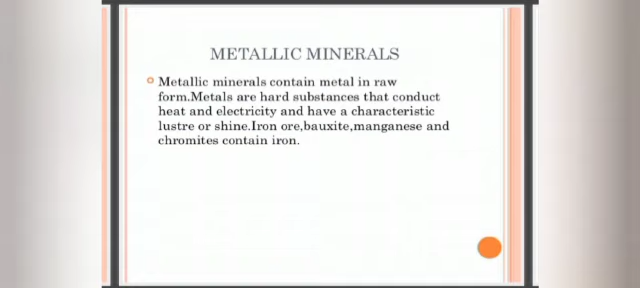 METALLIC MINERALS
Metallic minerals contain metal in raw
form.Metals are hard substances that conduct
heat and electricity and have a characteristic
lustre or shine.Iron ore,bauxite,manganese and
chromites contain iron.